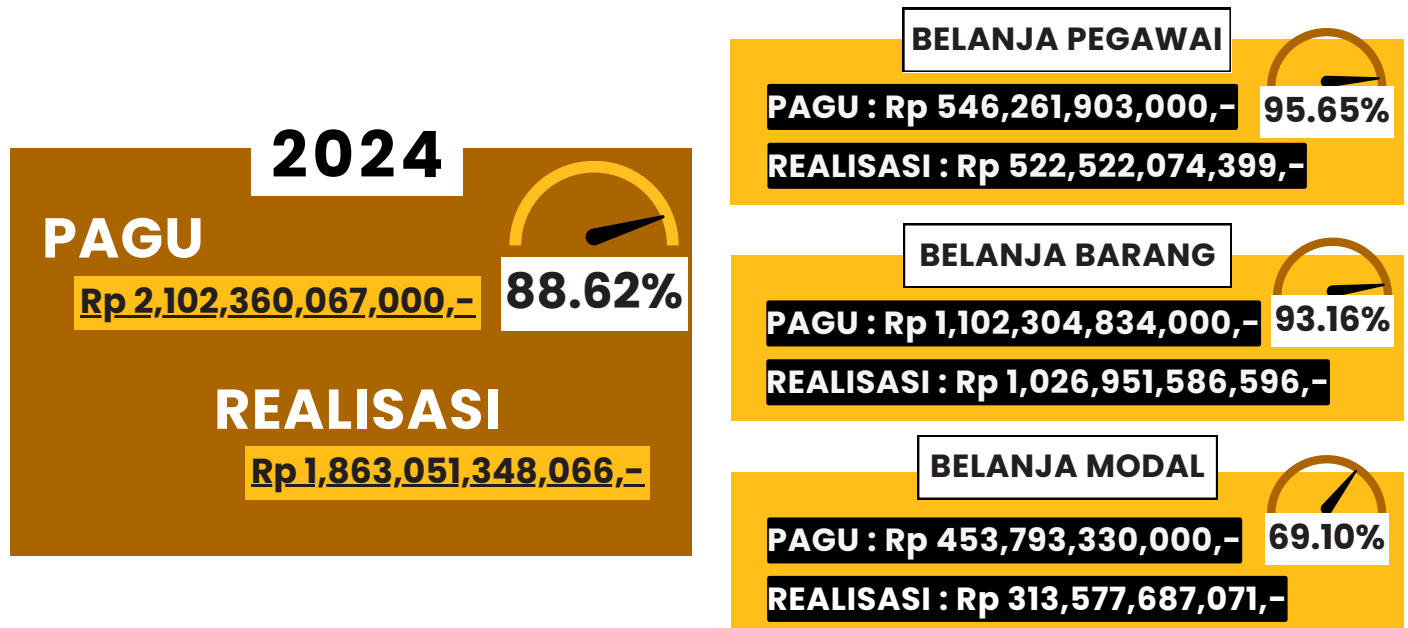 2024
PAGU
Rp 2,102,360,067,000,-
88.62%
REALISASI
Rp 1,863,051,348,066,-
BELANJA PEGAWAI
PAGU : Rp 546,261,903,000,-
95.65%
REALISASI : Rp 522,522,074,399,-
BELANJA BARANG
PAGU : Rp 1,102,304,834,000,-
93.16%
REALISASI : Rp 1,026,951,586,596,-
BELANJA MODAL
PAGU : Rp 453,793,330,000,-
69.10%
REALISASI : Rp 313,577,687,071,-